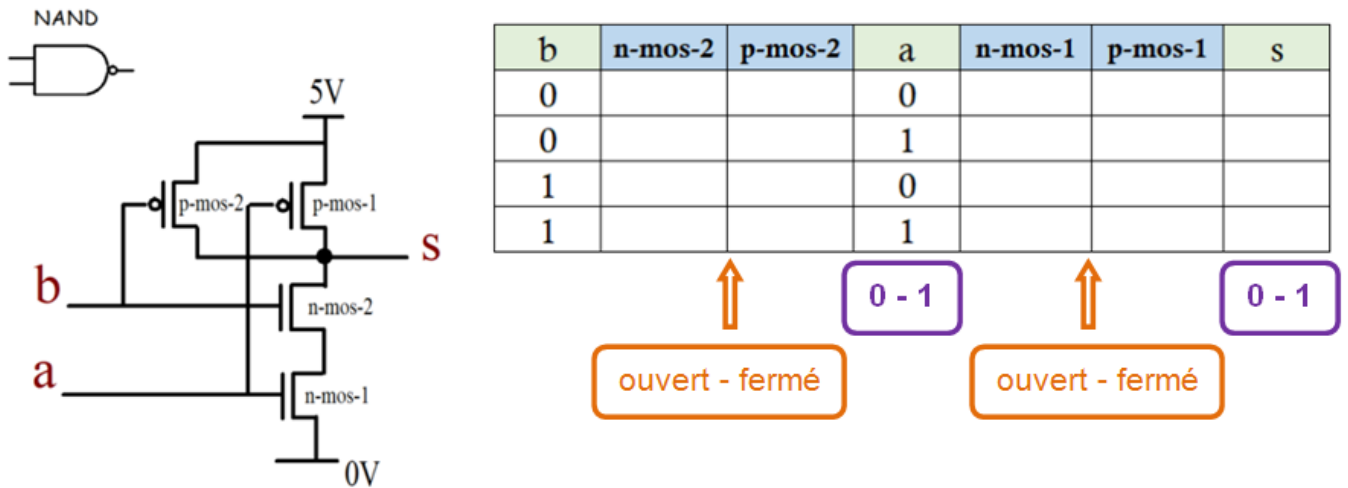 NAND
5V
p-mos-2
p-mos-1
s
b
n-mos-2
a
n-mos-1
0V
b n-mos-2 p-mos-2 a n-mos-1 p-mos-1 s
0 0
0 1
1 0
1 1
0 - 1
0 - 1
ouvert - fermé
ouvert - fermé